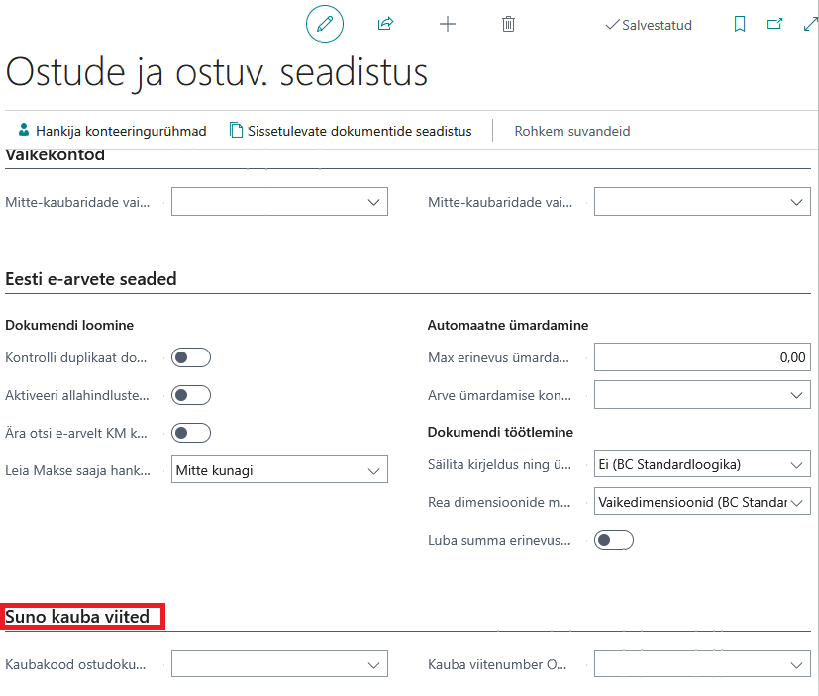 Salvestatud
Ostude ja ostuv. seadistus
Hankija konteeringurühmad Sissetulevate dokumentide seadistus Rohkem suvandeid
Vaikekontod
Mitte-kaubaridade vai... Mitte-kaubaridade vai...
Eesti e-arvete seaded
Dokumendi loomine Automaatne ümardamine
Kontrolli duplikaat do... Max erinevus ümarda... 0,00
Aktiveeri allahindluste... Arve ümardamise kon...
Ära otsi e-arvelt KM k... Dokumendi töötlemine
Leia Makse saaja hank... Mitte kunagi Säilita kirjeldus ning ü... Ei (BC Standardloogika)
Rea dimensioonide m... Vaikedimensioonid (BC Standar
Luba summa erinevus...
Suno kauba viited
Kaubakood ostudoku... Kauba viitenumber O...